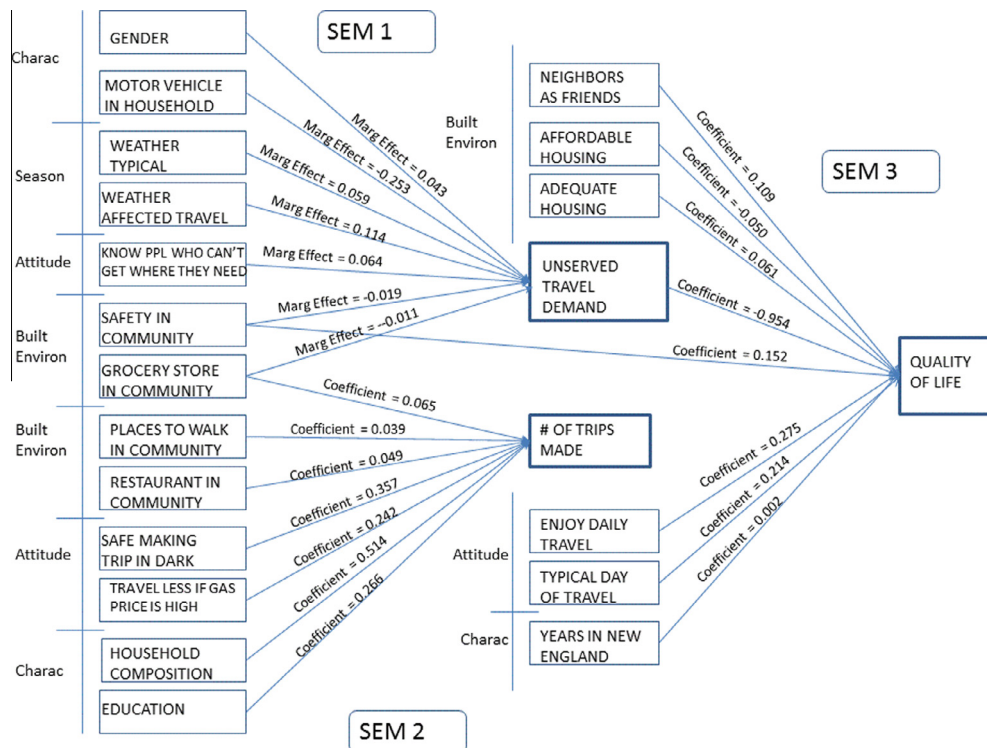 SEM 1
Charac
GENDER
MOTOR VEHICLE
IN HOUSEHOLD
Season
WEATHER
TYPICAL
WEATHER
AFFECTED TRAVEL
Attitude
KNOW PPL WHO CAN'T
GET WHERE THEY NEED
Built
Environ
SAFETY IN
COMMUNITY
GROCERY STORE
IN COMMUNITY
Marg Effect = 0.043
Marg Effect = -0.253
Marg Effect = 0.059
Marg Effect = 0.114
Marg Effect = 0.064
Marg Effect = -0.019
Marg Effect = --0.011
UNSERVED
TRAVEL
DEMAND
Built
Environ
PLACES TO WALK
IN COMMUNITY
RESTAURANT IN
COMMUNITY
Attitude
SAFE MAKING
TRIP IN DARK
TRAVEL LESS IF GAS
PRICE IS HIGH
Charac
HOUSEHOLD
COMPOSITION
EDUCATION
Coefficient = 0.065
Coefficient = 0.039
Coefficient = 0.049
Coefficient = 0.357
Coefficient = 0.242
Coefficient = 0.514
Coefficient = 0.266
# OF TRIPS
MADE
SEM 2
Built
Environ
NEIGHBORS
AS FRIENDS
AFFORDABLE
HOUSING
ADEQUATE
HOUSING
SEM 3
Coefficient = 0.109
Coefficient = -0.050
Coefficient = 0.061
Coefficient = -0.954
Coefficient = 0.152
QUALITY
OF LIFE
Coefficient = 0.275
Coefficient = 0.214
Coefficient = 0.002
Attitude
ENJOY DAILY
TRAVEL
TYPICAL DAY
OF TRAVEL
Charac
YEARS IN NEW
ENGLAND